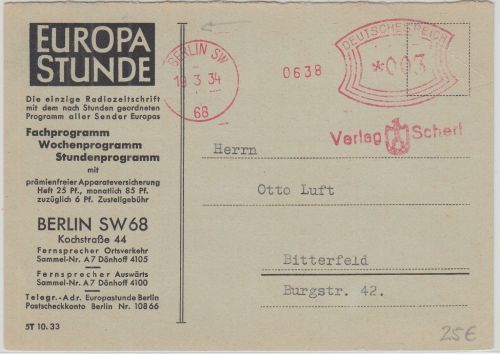 EUROPA
STUNDE
Die einzige Radiozeitschrift
mit dem nach Stunden geordneten
Programm aller Sender Europas
Fachprogramm
Wochenprogramm
Stundenprogramm
mit
prämienfreier Apparateversicherung
Heft 25 Pf., monatlich 85 Pf.
zuzüglich 6 Pf. Zustellgebühr
BERLIN SW68
Kochstraße 44
Fernsprecher Ortsverkehr
Sammel-Nr. A7 Dönhoff 4105
Fernsprecher Auswärts
Sammel-Nr. A7 Dönhoff 4100
Telegr.-Adr. Europastunde Berlin
Postscheckkonto Berlin Nr. 10866
5T 10. 33
BERLIN SW
19 3 34
68
0638
DEUTSCHES REICH
*003
Verlag Scherl
Herrn
Otto Luft
Bitterfeld
Burgstr. 42.
25€